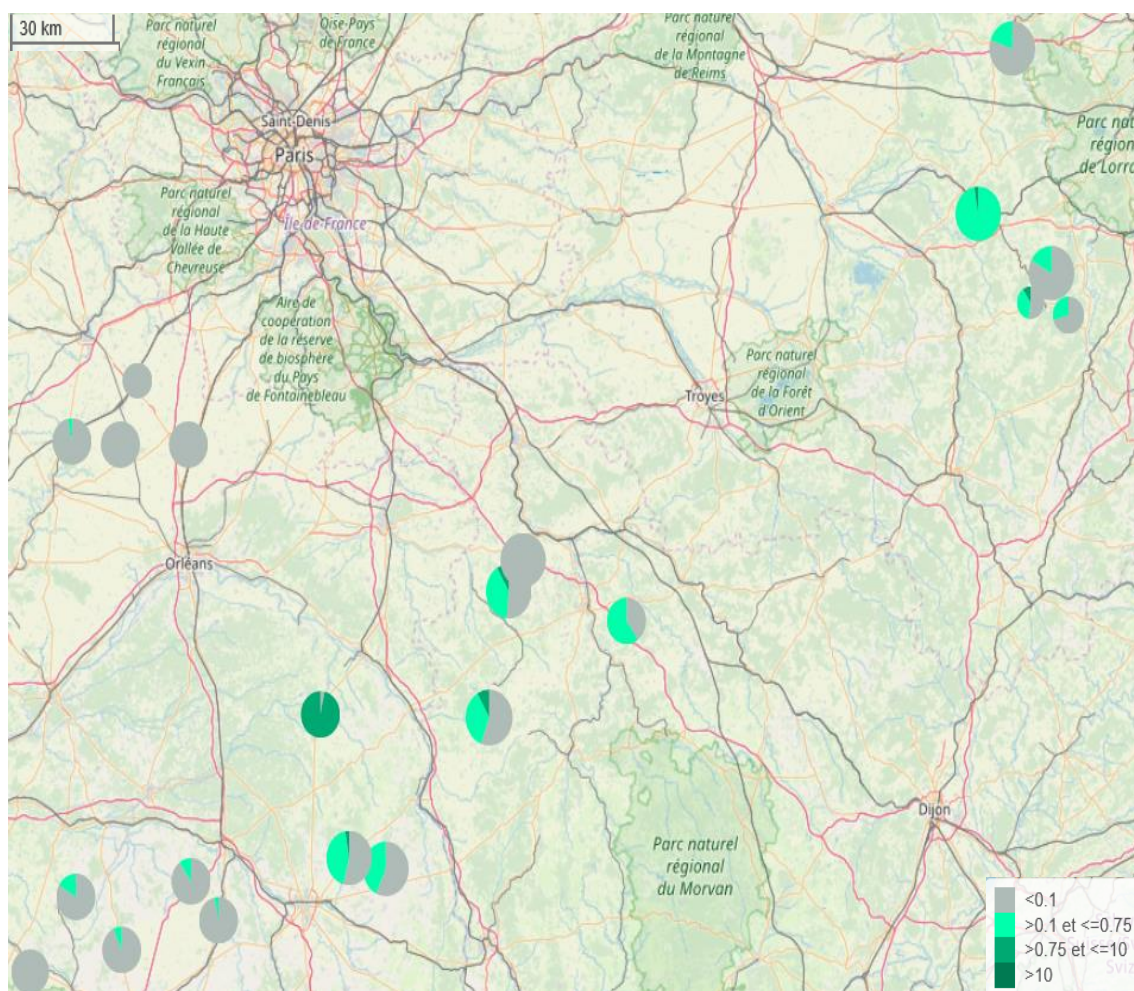 30 km
Parc naturel
régional
du Vexin
Français
Oise-Pays
de France
Parc naturel
régional
de la Montagne
de Reims
Saint-Denis
Paris
Parc
naturel
régional
de la Haute
Vallée de
Chevreuse
Île-de-France
Parc nat
région
de Lorra
Aire de
coopération
de la réserve
de biosphère
du Pays
de Fontainebleau
Parc naturel
régional
de la Forêt
d'Orient
Troyes
Orléans
Dijon
Parc naturel
régional
du Morvan
<0.1
>0.1 et <=0.75
>0.75 et <=10
>10